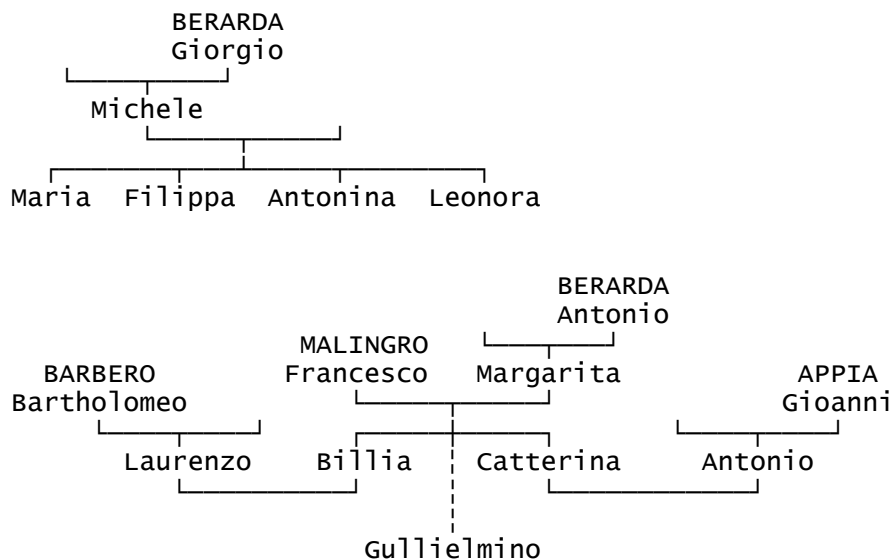 BERARDA
Giorgio
Michele
Maria Filippa Antonina Leonora
BERARDA
Antonio
MALINGRO
BARBERO Francesco Margarita APPIA
Bartholomeo Gioanni
Laurenzo Billia Catterina Antonio
Gullielmino